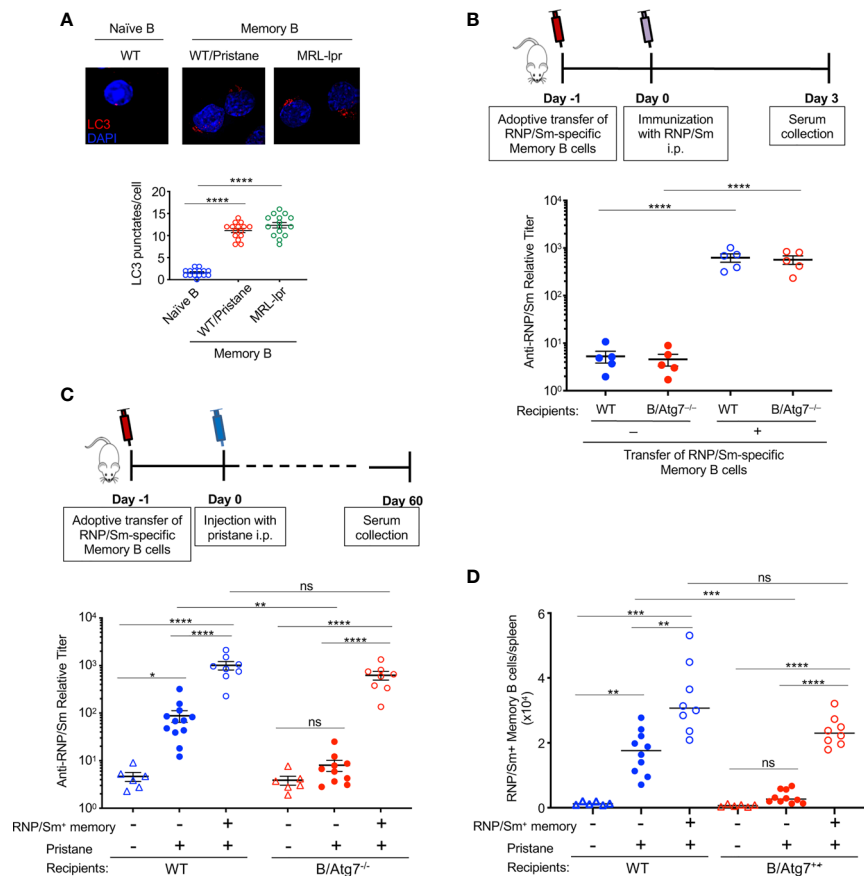 A
Naïve B
Memory B
WT
WT/Pristane
MRL-lpr
LC3
DAPI
LC3 punctates/cell
20
15
10
5
0
****
****
Naïve B
WT/Pristane
MRL-lpr
Memory B
B
Day -1
Day 0
Day 3
Adoptive transfer of
RNP/Sm-specific
Memory B cells
Immunization
with RNP/Sm
i.p.
Serum
collection
Anti-RNP/Sm Relative Titer
10⁴
10³
10²
10¹
10⁰
****
****
Recipients:
WT
B/Atg7⁻/⁻
WT
B/Atg7⁻/⁻
–
+
Transfer of RNP/Sm-specific
Memory B cells
C
Day -1
Day 0
Day 60
Adoptive transfer of
RNP/Sm-specific
Memory B cells
Injection with
pristane i.p.
Serum
collection
Anti-RNP/Sm Relative Titer
10⁴
10³
10²
10¹
10⁰
ns
**
****
****
****
****
*
ns
RNP/Sm⁺ memory - - + - - +
Pristane - + + - + +
Recipients: WT B/Atg7⁻/⁻
D
RNP/Sm+ Memory B cells/spleen
(x10⁴)
6
4
2
0
ns
***
***
**
****
****
**
ns
- - + - - +
- + + - + +
WT